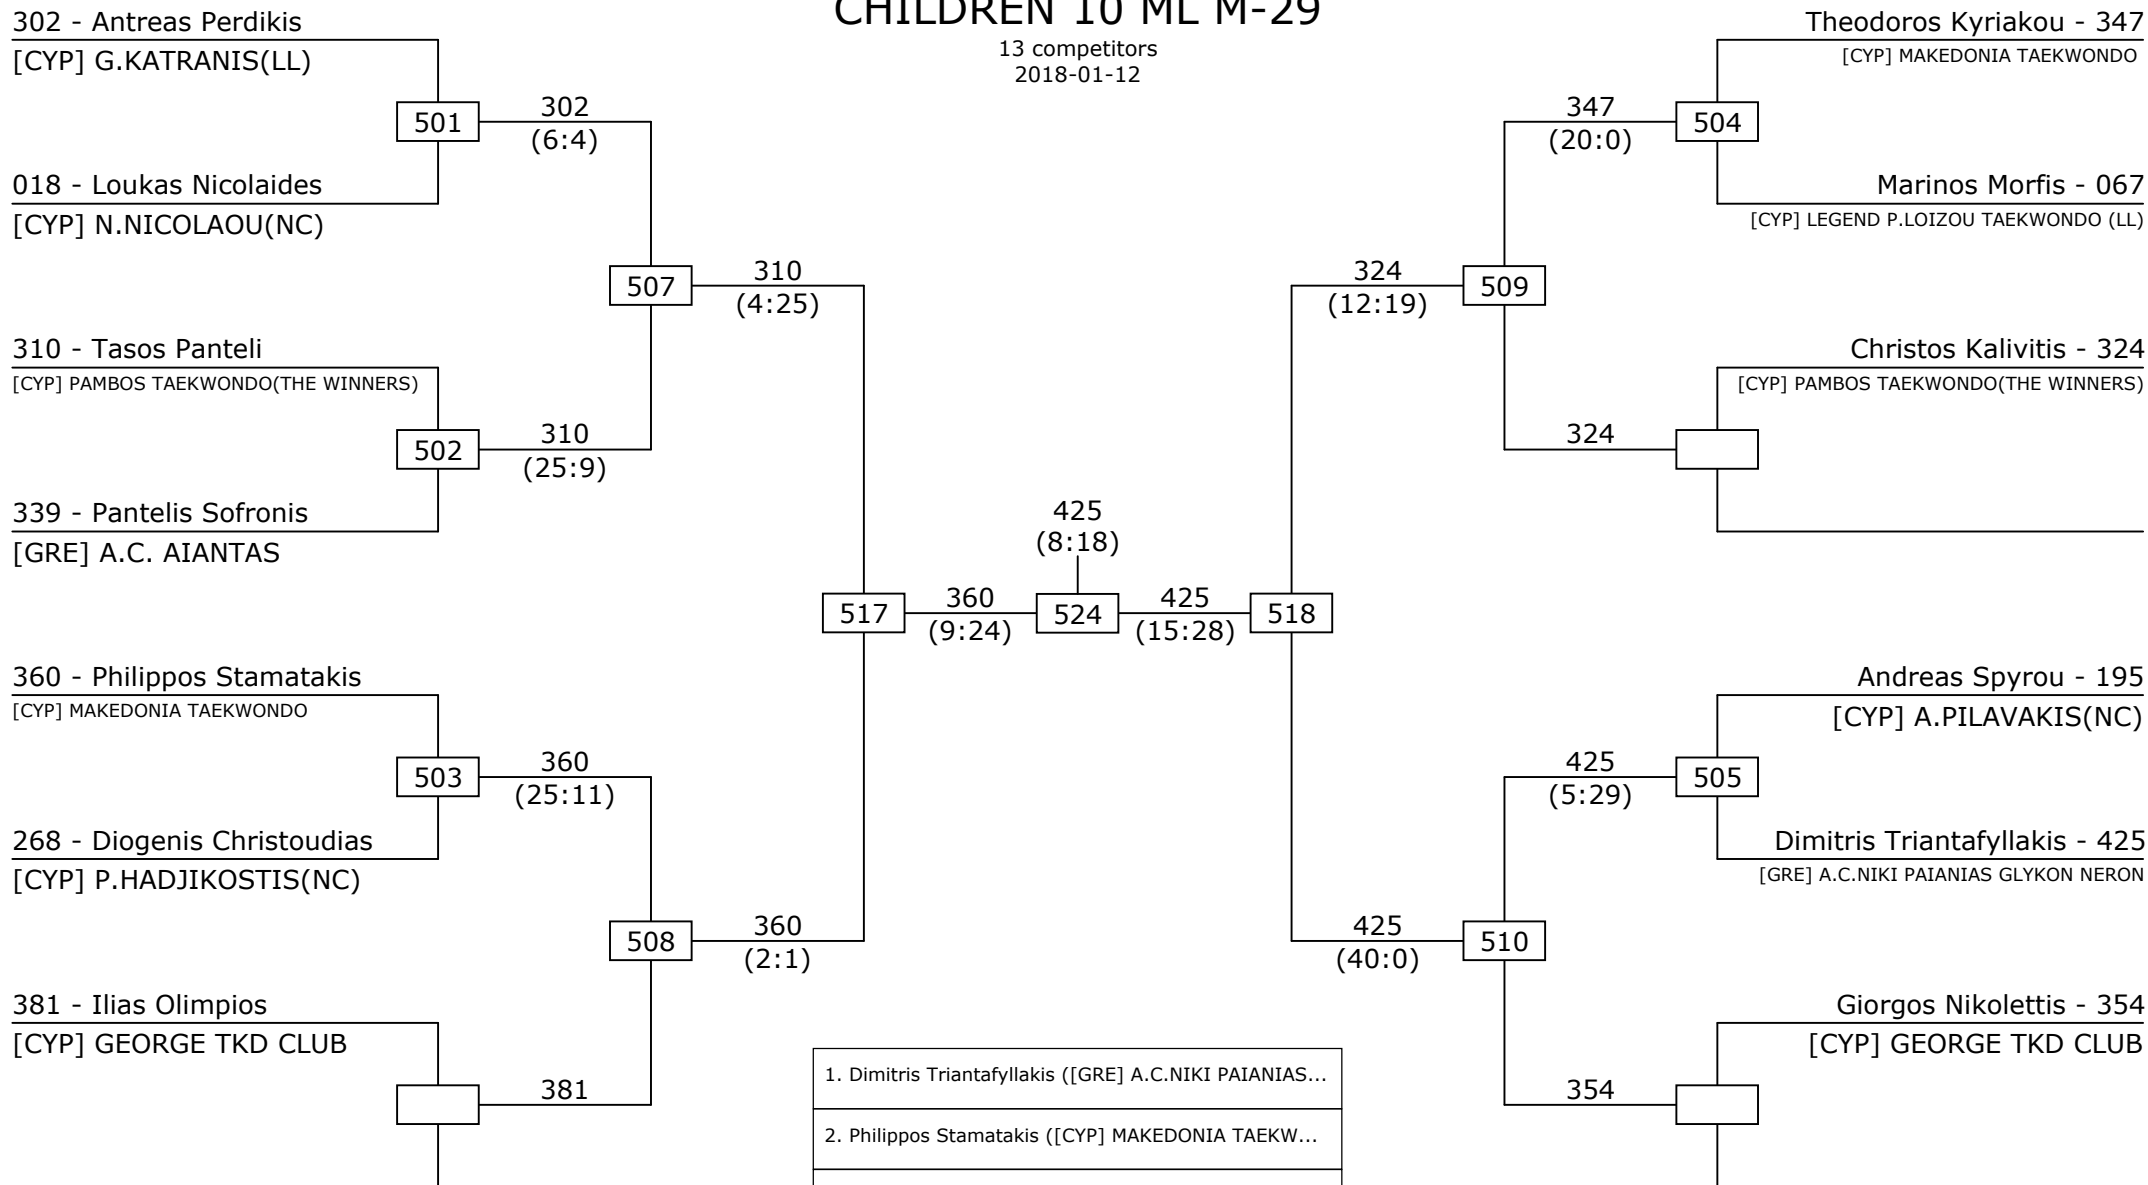 CHILDREN 10 ML M-29
13 competitors
2018-01-12
302 - Antreas Perdikis
[CYP] G.KATRANIS(LL)
501
302
(6:4)
018 - Loukas Nicolaides
[CYP] N.NICOLAOU(NC)
507
310
(4:25)
310 - Tasos Panteli
[CYP] PAMBOS TAEKWONDO(THE WINNERS)
502
310
(25:9)
339 - Pantelis Sofronis
[GRE] A.C. AIANTAS
517
360
(9:24)
360 - Philippos Stamatakis
[CYP] MAKEDONIA TAEKWONDO
503
360
(25:11)
268 - Diogenis Christoudias
[CYP] P.HADJIKOSTIS(NC)
508
360
(2:1)
381 - Ilias Olimpios
[CYP] GEORGE TKD CLUB
381
425
(8:18)
524
425
(15:28)
518
Theodoros Kyriakou - 347
[CYP] MAKEDONIA TAEKWONDO
347
(20:0)
504
Marinos Morfis - 067
[CYP] LEGEND P.LOIZOU TAEKWONDO (LL)
324
(12:19)
509
Christos Kalivitis - 324
[CYP] PAMBOS TAEKWONDO(THE WINNERS)
324
Andreas Spyrou - 195
[CYP] A.PILAVAKIS(NC)
425
(5:29)
505
Dimitris Triantafyllakis - 425
[GRE] A.C.NIKI PAIANIAS GLYKON NERON
425
(40:0)
510
Giorgos Nikolettis - 354
[CYP] GEORGE TKD CLUB
354
1. Dimitris Triantafyllakis ([GRE] A.C.NIKI PAIANIAS...
2. Philippos Stamatakis ([CYP] MAKEDONIA TAEKW...